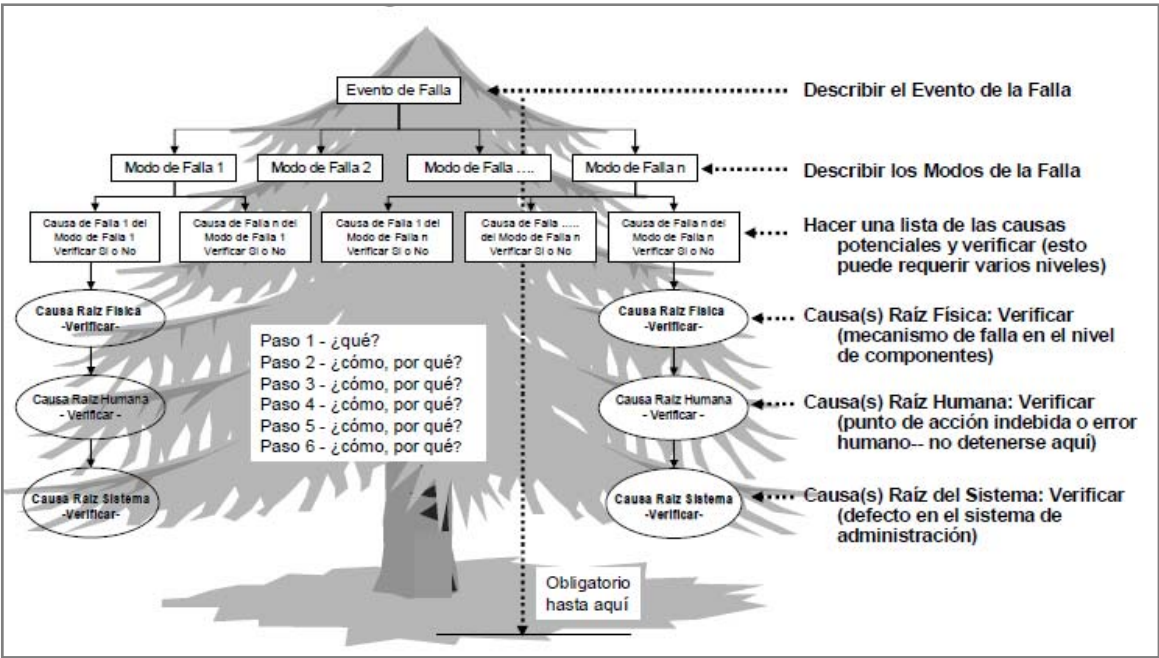 Evento de Falla
Describir el Evento de la Falla
Modo de Falla 1
Modo de Falla 2
Modo de Falla ....
Modo de Falla n
Describir los Modos de la Falla
Causa de Falla 1 del
Modo de Falla 1
Verificar Si o No
Causa de Falla n del
Modo de Falla 1
Verificar Si o No
Causa de Falla 1 del
Modo de Falla n
Verificar Si o No
Causa de Falla ......
del Modo de Falla n
Verificar Si o No
Causa de Falla n del
Modo de Falla n
Verificar Si o No
Hacer una lista de las causas
potenciales y verificar (esto
puede requerir varios niveles)
Causa Raíz Física
-Verificar-
Causa Raíz Física
-Verificar-
Causa(s) Raíz Física: Verificar
(mecanismo de falla en el nivel
de componentes)
Paso 1 - ¿qué?
Paso 2 - ¿cómo, por qué?
Paso 3 - ¿cómo, por qué?
Paso 4 - ¿cómo, por qué?
Paso 5 - ¿cómo, por qué?
Paso 6 - ¿cómo, por qué?
Causa Raíz Humana
- Verificar -
Causa Raíz Humana
- Verificar -
Causa(s) Raíz Humana: Verificar
(punto de acción indebida o error
humano-- no detenerse aquí)
Causa Raíz Sistema
-Verificar-
Causa Raíz Sistema
-Verificar-
Causa(s) Raíz del Sistema: Verificar
(defecto en el sistema de
administración)
Obligatorio
hasta aquí